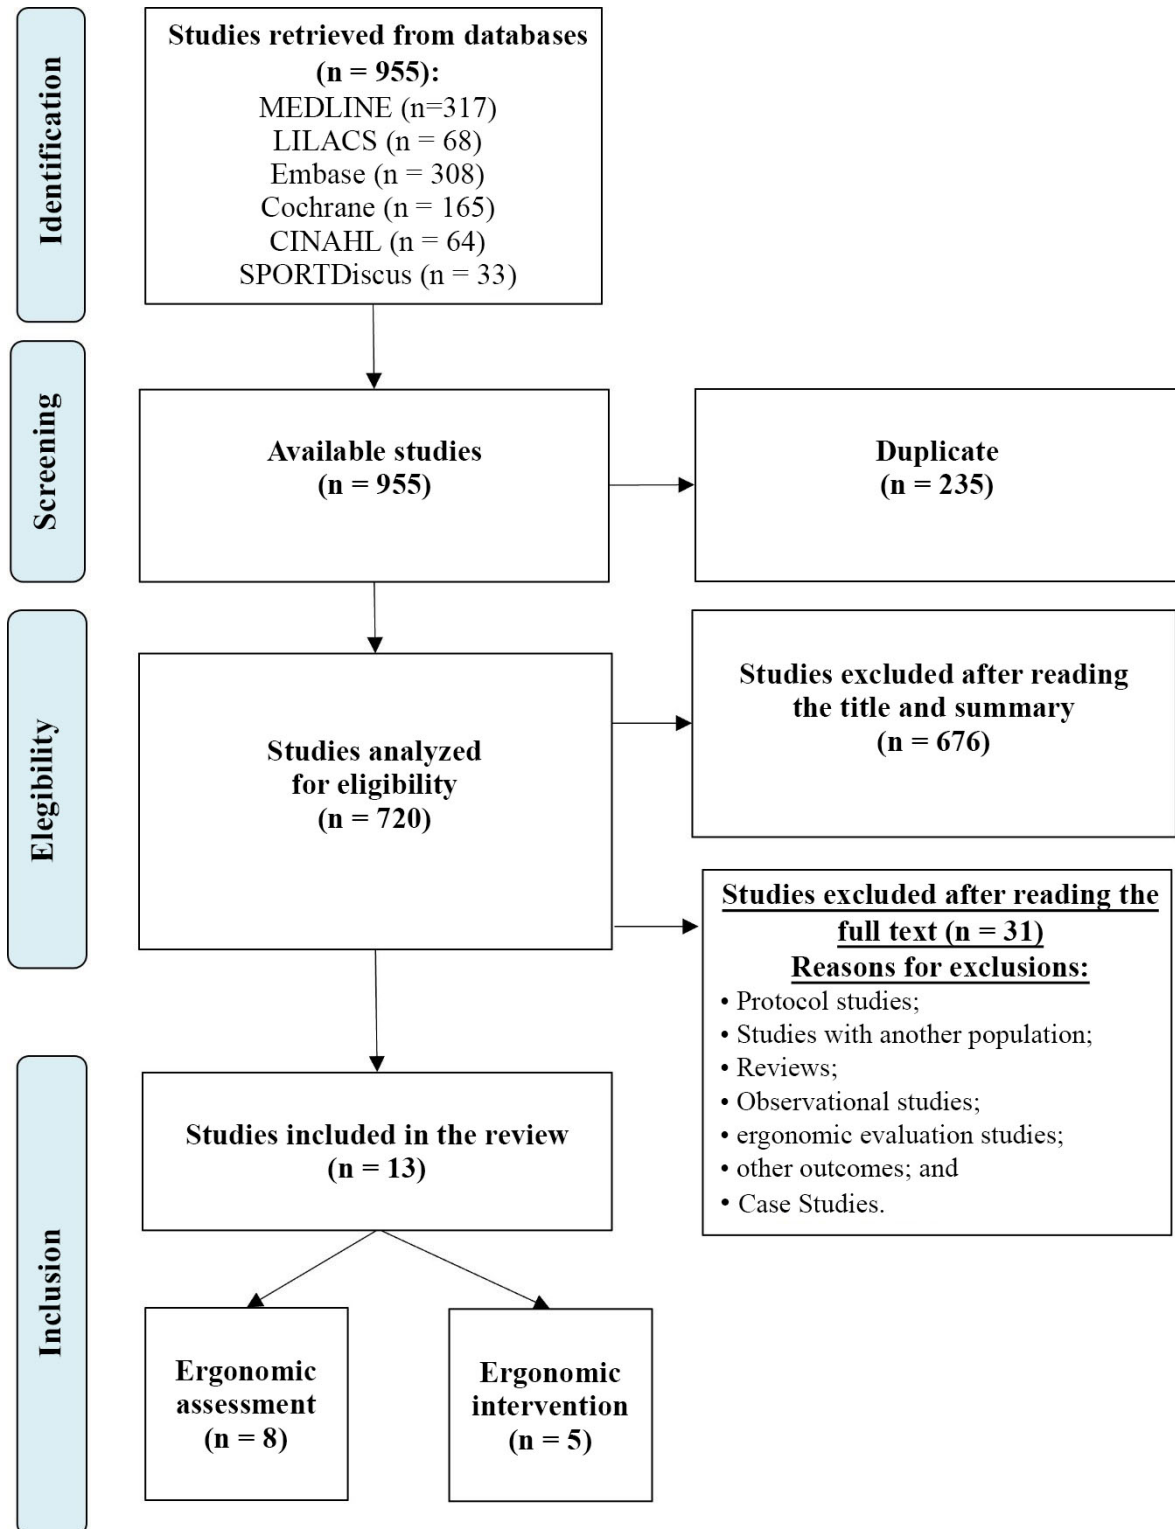 Identification
Studies retrieved from databases
(n = 955):
MEDLINE (n=317)
LILACS (n = 68)
Embase (n = 308)
Cochrane (n = 165)
CINAHL (n = 64)
SPORTDiscus (n = 33)
Screening
Available studies
(n = 955)
Duplicate
(n = 235)
Elegibility
Studies analyzed
for eligibility
(n = 720)
Studies excluded after reading
the title and summary
(n = 676)
Studies excluded after reading the
full text (n = 31)
Reasons for exclusions:
• Protocol studies;
• Studies with another population;
• Reviews;
• Observational studies;
• ergonomic evaluation studies;
• other outcomes; and
• Case Studies.
Inclusion
Studies included in the review
(n = 13)
Ergonomic
assessment
(n = 8)
Ergonomic
intervention
(n = 5)